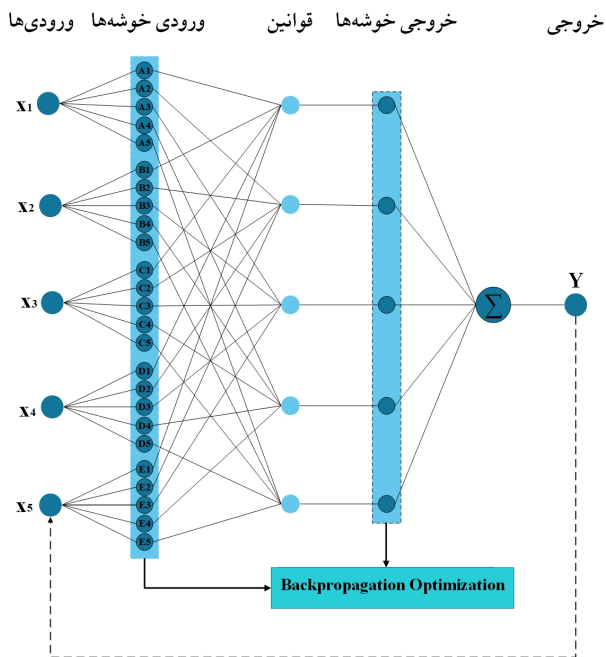 ورودی‌ها ورودی خوشه‌ها قوانین خروجی خوشه‌ها خروجی
x1
A1
A2
A3
A4
A5
x2
B1
B2
B3
B4
B5
x3
C1
C2
C3
C4
C5
x4
D1
D2
D3
D4
D5
x5
E1
E2
E3
E4
E5
∑
Y
Backpropagation Optimization